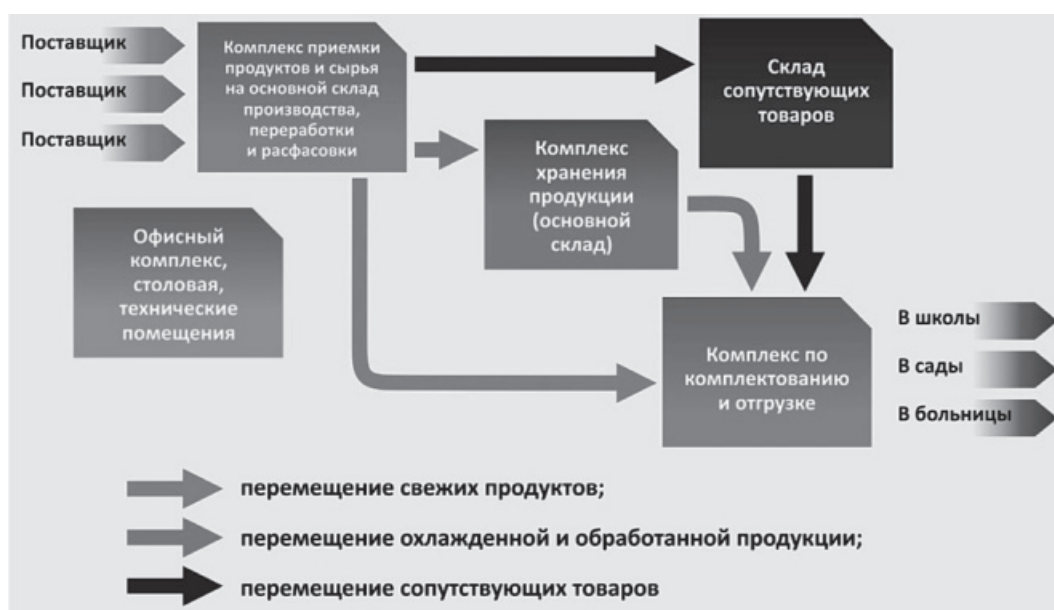 Поставщик
Поставщик
Поставщик
Комплекс приемки
продуктов и сырья
на основной склад
производства,
переработки
и расфасовки
Склад
сопутствующих
товаров
Комплекс
хранения
продукции
(основной
склад)
Офисный
комплекс,
столовая,
технические
помещения
Комплекс по
комплектованию
и отгрузке
В школы
В сады
В больницы
перемещение свежих продуктов;
перемещение охлажденной и обработанной продукции;
перемещение сопутствующих товаров